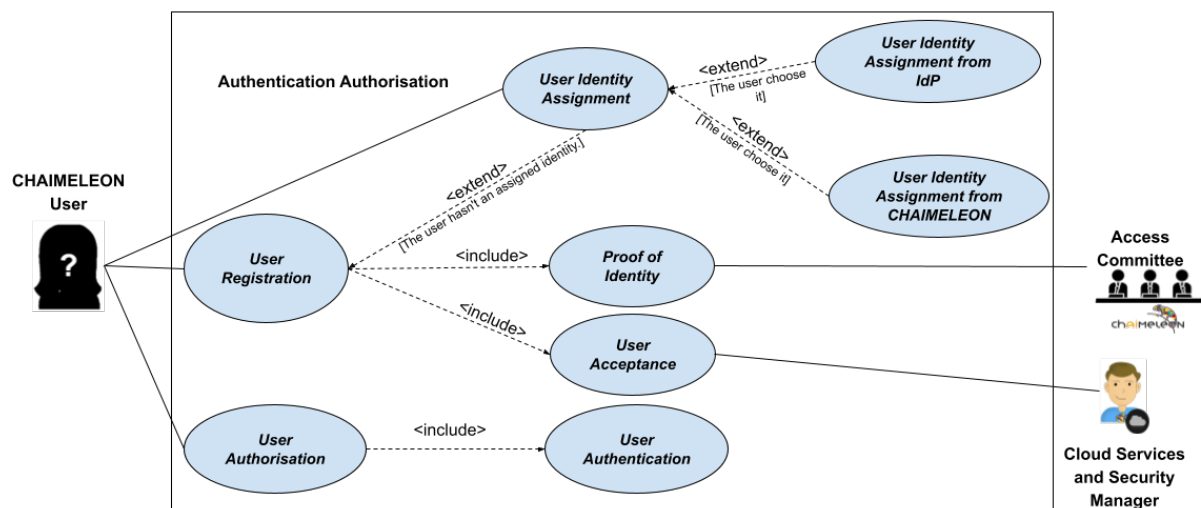 Authentication Authorisation
User Identity
Assignment
<extend>
[The user choose
it]
User Identity
Assignment from
IdP
<extend>
[The user choose it]
User Identity
Assignment from
CHAIMELEON
<extend>
[The user hasn't an assigned identity.]
CHAIMELEON
User
?
User
Registration
<include>
Proof of
Identity
Access
Committee
chAIMELEON
<include>
User
Acceptance
User
Authorisation
<include>
User
Authentication
Cloud Services
and Security
Manager